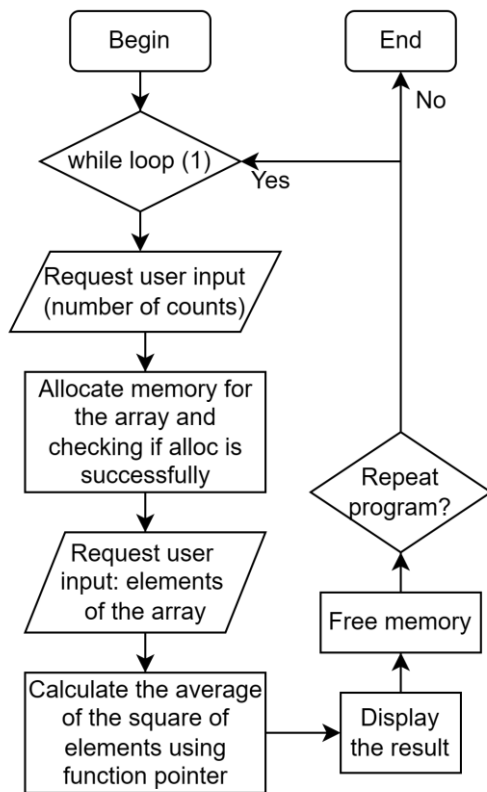 Begin
End
No
while loop (1)
Yes
Request user input
(number of counts)
Allocate memory for
the array and
checking if alloc is
successfully
Repeat
program?
Request user
input: elements
of the array
Free memory
Calculate the average
of the square of
elements using
function pointer
Display
the result